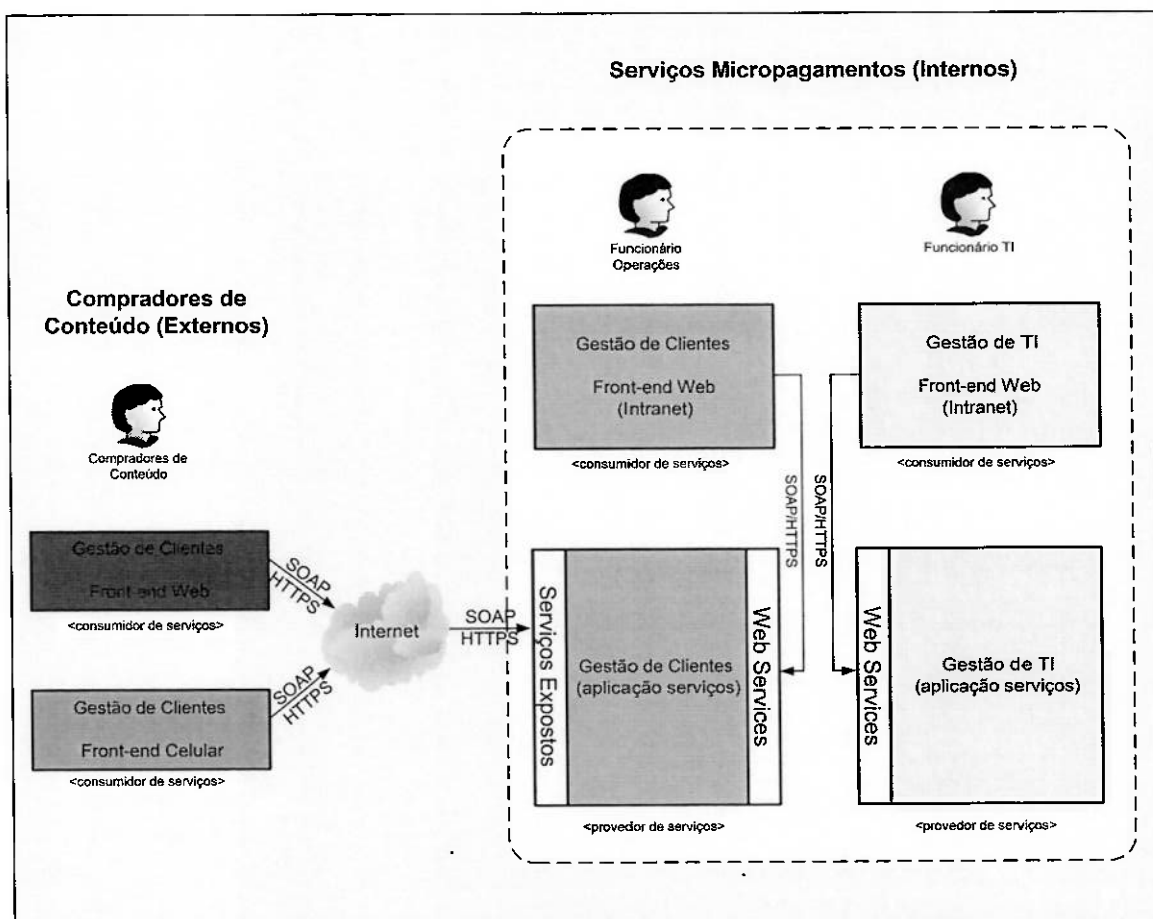 Serviços Micropagamentos (Internos)
Funcionário
Operações
Funcionário TI
Compradores de
Conteúdo (Externos)
Compradores de
Conteúdo
Gestão de Clientes
Front-end Web
(Intranet)
<consumidor de serviços>
Gestão de TI
Front-end Web
(Intranet)
<consumidor de serviços>
SOAP/HTTPS
SOAP/HTTPS
Gestão de Clientes
Front-end Web
<consumidor de serviços>
SOAP
HTTPS
Internet
SOAP
HTTPS
SOAP
HTTPS
Gestão de Clientes
Front-end Celular
<consumidor de serviços>
Serviços Expostos
Gestão de Clientes
(aplicação serviços)
Web Services
<provedor de serviços>
Web Services
Gestão de TI
(aplicação serviços)
<provedor de serviços>